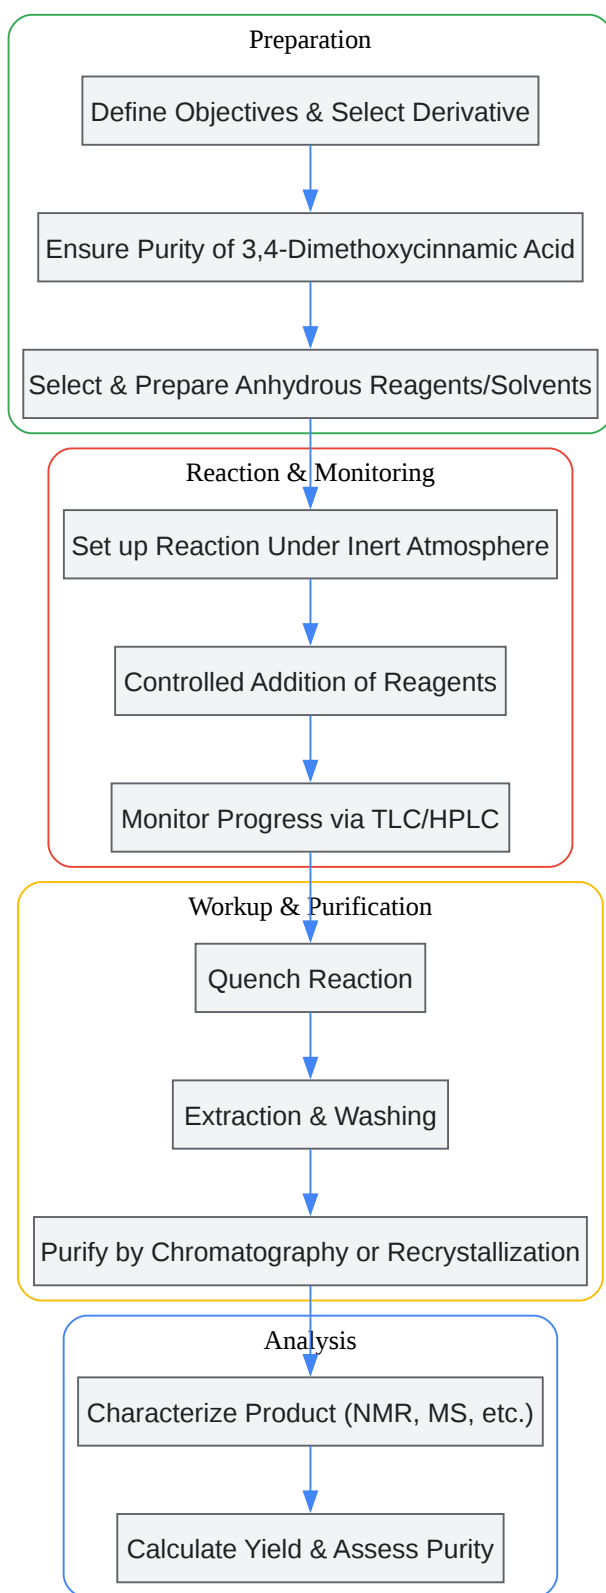 Preparation
Define Objectives & Select Derivative
Ensure Purity of 3,4-Dimethoxycinnamic Acid
Select & Prepare Anhydrous Reagents/Solvents
Reaction & Monitoring
Set up Reaction Under Inert Atmosphere
Controlled Addition of Reagents
Monitor Progress via TLC/HPLC
Workup & Purification
Quench Reaction
Extraction & Washing
Purify by Chromatography or Recrystallization
Analysis
Characterize Product (NMR, MS, etc.)
Calculate Yield & Assess Purity